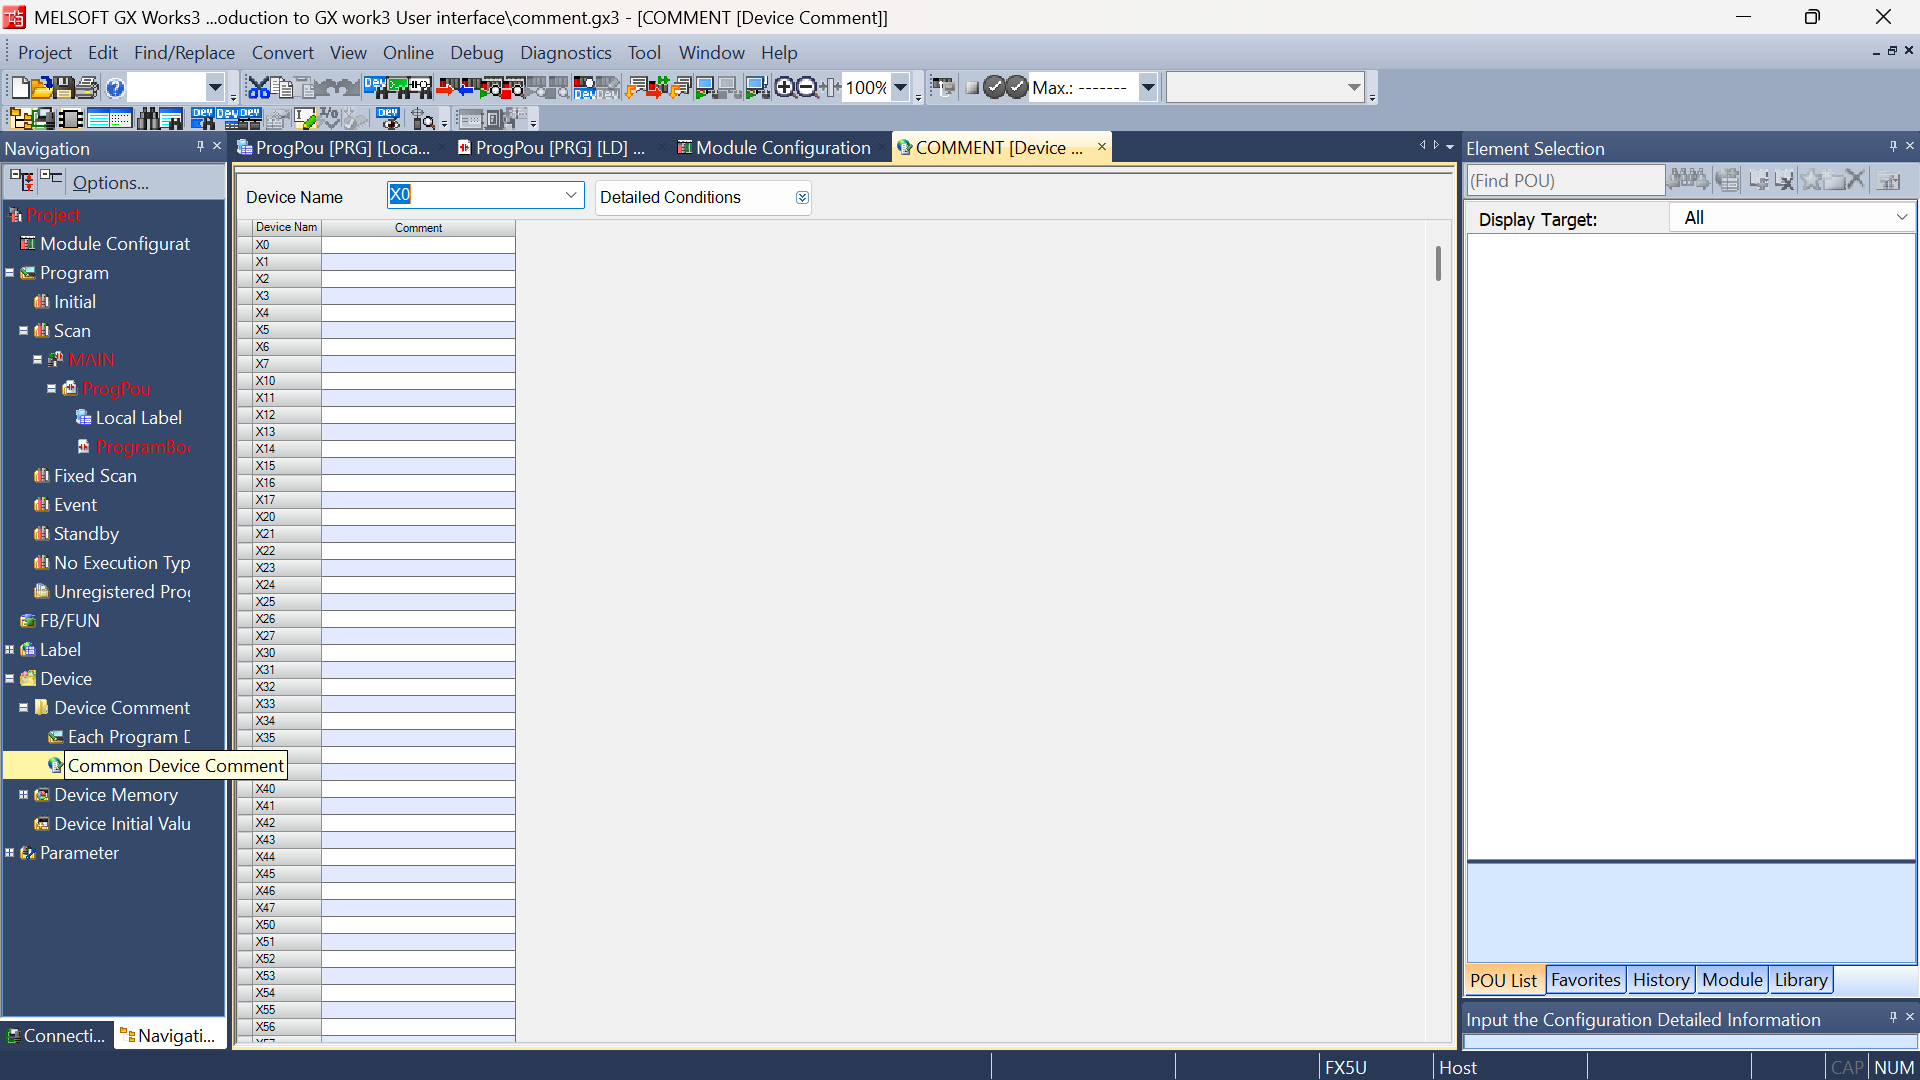 MELSOFT GX Works3 ...oduction to GX work3 User interface\comment.gx3 - [COMMENT [Device Comment]]
Project Edit Find/Replace Convert View Online Debug Diagnostics Tool Window Help
100%
Max.: -------
Navigation
Options...
Project
Module Configurat
Program
Initial
Scan
MAIN
ProgPou
Local Label
ProgramBo
Fixed Scan
Event
Standby
No Execution Typ
Unregistered Prog
FB/FUN
Label
Device
Device Comment
Each Program D
Common Device Comment
Device Memory
Device Initial Valu
Parameter
Connecti...
Navigati...
ProgPou [PRG] [Loca...
ProgPou [PRG] [LD] ...
Module Configuration
COMMENT [Device ...
Device Name
X0
Detailed Conditions
Device Nam Comment
X0
X1
X2
X3
X4
X5
X6
X7
X10
X11
X12
X13
X14
X15
X16
X17
X20
X21
X22
X23
X24
X25
X26
X27
X30
X31
X32
X33
X34
X35
X40
X41
X42
X43
X44
X45
X46
X47
X50
X51
X52
X53
X54
X55
X56
X57
Element Selection
(Find POU)
Display Target: All
POU List Favorites History Module Library
Input the Configuration Detailed Information
FX5U
Host
CAP
NUM